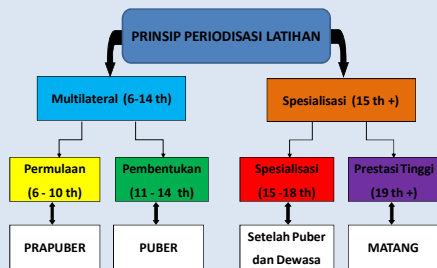 PRINSIP PERIODISASI LATIHAN
Multilateral (6-14 th)
Spesialisasi (15 th +)
Permulaan
(6 - 10 th)
Pembentukan
(11 - 14 th)
Spesialisasi
(15 -18 th)
Prestasi Tinggi
(19 th +)
PRAPUBER
PUBER
Setelah Puber
dan Dewasa
MATANG